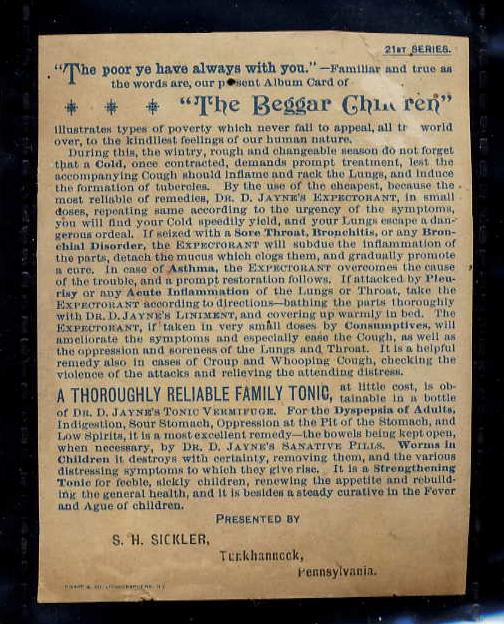 21ST SERIES.
"The poor ye have always with you."—Familiar and true as
the words are, our present Album Card of
"The Beggar Children"
illustrates types of poverty which never fail to appeal, all world
over, to the kindliest feelings of our human nature.
During this, the wintry, rough and changeable season do not forget
that a Cold, once contracted, demands prompt treatment, lest the
accompanying Cough should inflame and rack the Lungs, and induce
the formation of tubercles. By the use of the cheapest, because the
most reliable of remedies, DR. D. JAYNE'S EXPECTORANT, in small
doses, repeating same according to the urgency of the symptoms,
you will find your Cold speedily yield, and your Lungs escape a dan-
gerous ordeal. If seized with a Sore Throat, Bronchitis, or any Bron-
chial Disorder, the EXPECTORANT will subdue the inflammation of
the parts, detach the mucus which clogs them, and gradually promote
a cure. In case of Asthma, the EXPECTORANT overcomes the cause
of the trouble, and a prompt restoration follows. If attacked by Pleu-
risy or any Acute Inflammation of the Lungs or Throat, take the
EXPECTORANT according to directions—bathing the parts thoroughly
with DR. D. JAYNE'S LINIMENT, and covering up warmly in bed. The
EXPECTORANT, if taken in very small doses by Consumptives, will
ameliorate the symptoms and especially ease the Cough, as well as
the oppression and soreness of the Lungs and Throat. It is a helpful
remedy also in cases of Croup and Whooping Cough, checking the
violence of the attacks and relieving the attending distress.
A THOROUGHLY RELIABLE FAMILY TONIC, at little cost, is ob-
tainable in a bottle
of DR. D. JAYNE'S TONIC VERMIFUGE. For the Dyspepsia of Adults,
Indigestion, Sour Stomach, Oppression at the Pit of the Stomach, and
Low Spirits, it is a most excellent remedy—the bowels being kept open,
when necessary, by DR. D. JAYNE'S SANATIVE PILLS. Worms in
Children it destroys with certainty, removing them, and the various
distressing symptoms to which they give rise. It is a Strengthening
Tonic for feeble, sickly children, renewing the appetite and rebuild-
ing the general health, and it is besides a steady curative in the Fever
and Ague of children.
PRESENTED BY
S. H. SICKLER,
Tunkhannock,
Pennsylvania.